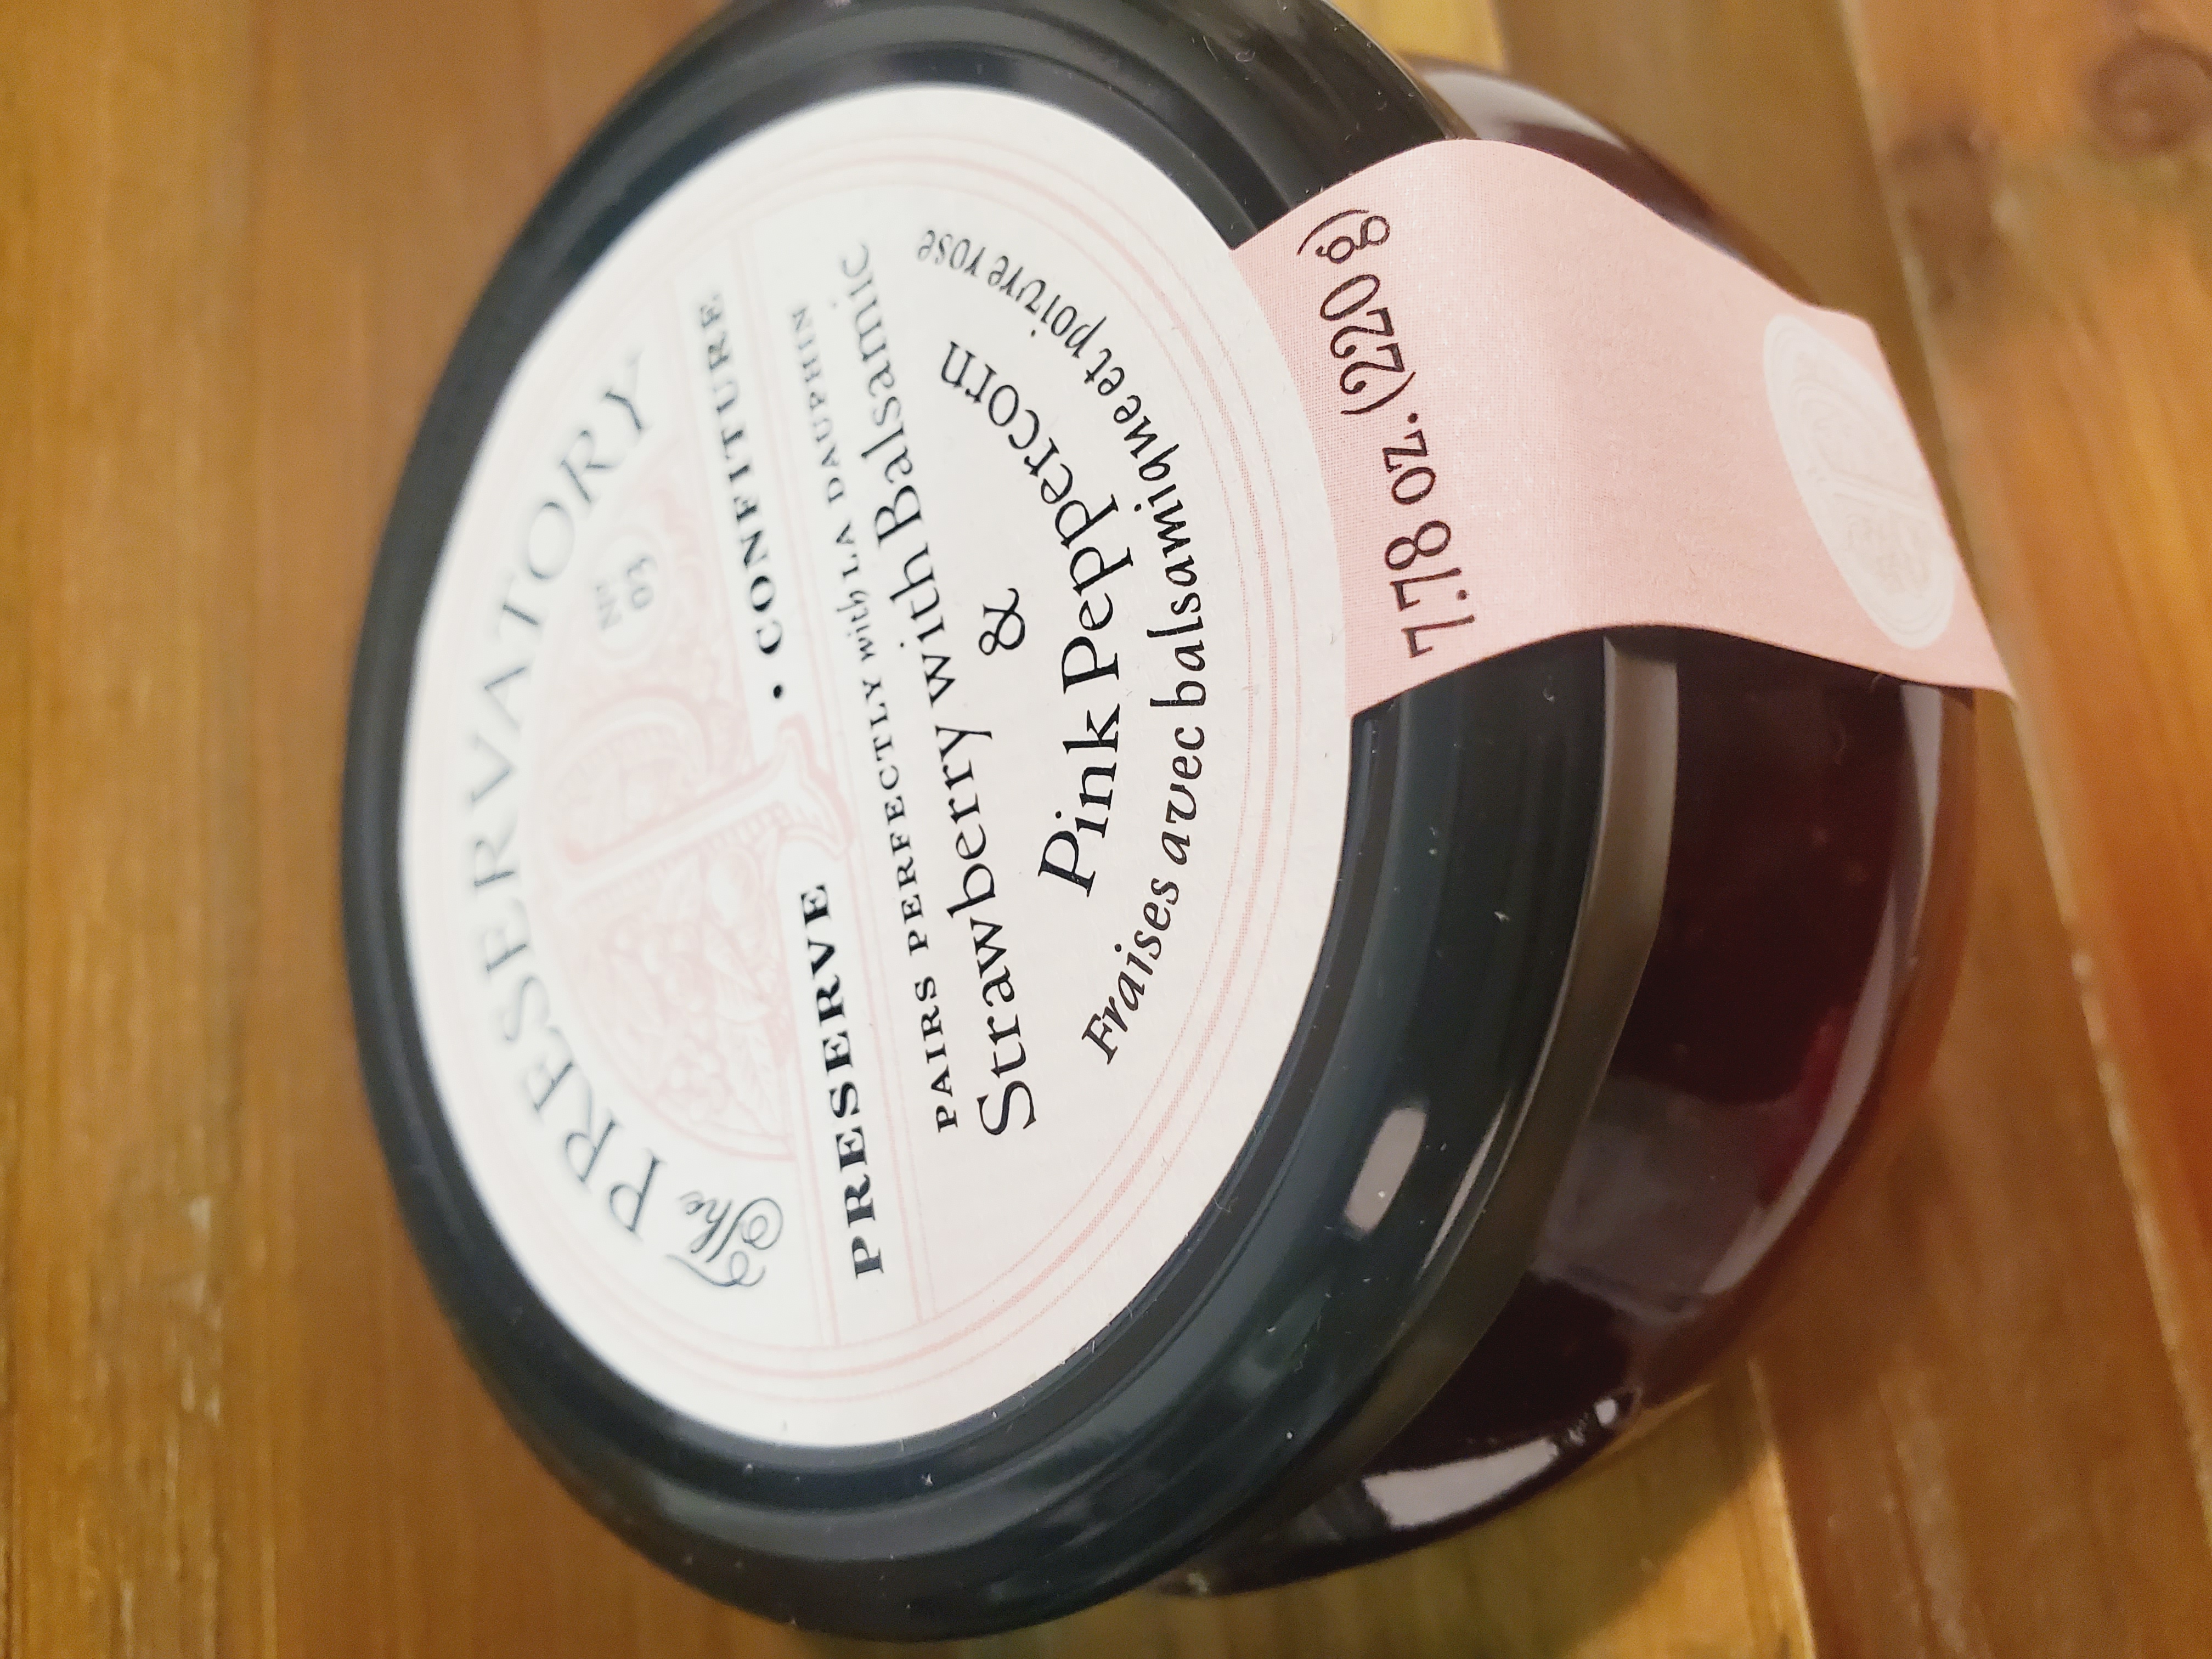 The PRESERVATORY
Nº 03
PRESERVE • CONFITURE
PAIRS PERFECTLY with LA DAUPHIN
Strawberry with Balsamic
&
Pink Peppercorn
Fraises avec balsamique et poivre rose
7.78 oz. (220 g)